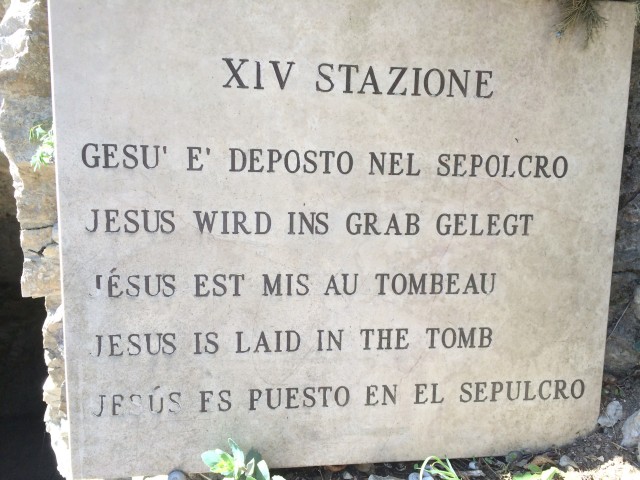 XIV STAZIONE
GESU' E' DEPOSTO NEL SEPOLCRO
JESUS WIRD INS GRAB GELEGT
JÉSUS EST MIS AU TOMBEAU
JESUS IS LAID IN THE TOMB
JESÚS ES PUESTO EN EL SEPULCRO